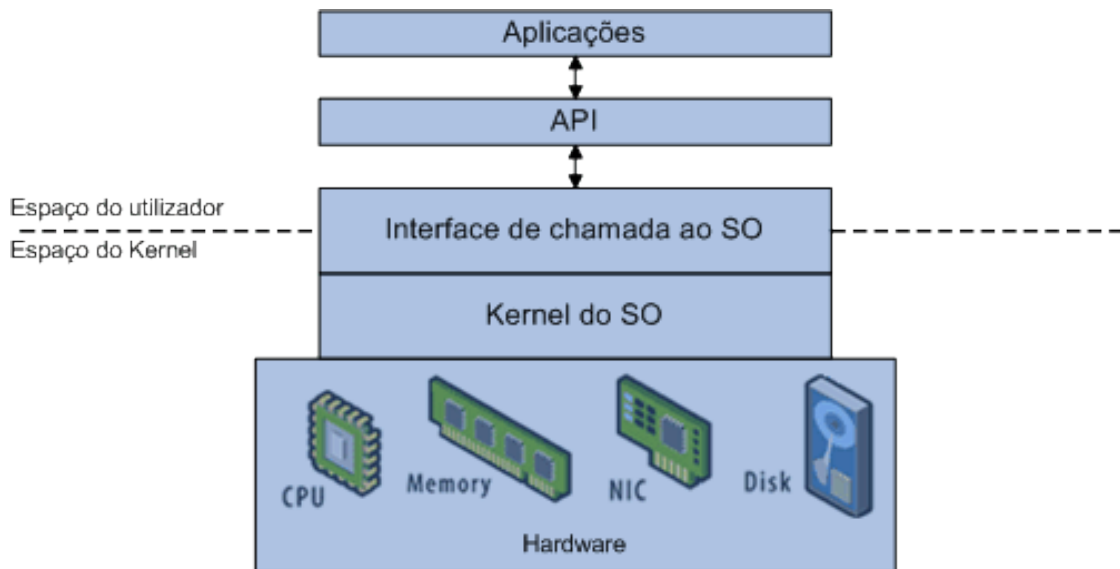 Aplicações
API
Espaço do utilizador
Interface de chamada ao SO
Espaço do Kernel
Kernel do SO
CPU
Memory
NIC
Disk
Hardware